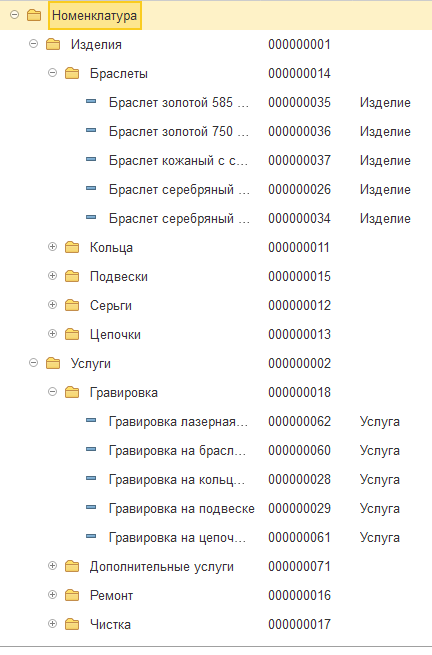 Номенклатура
Изделия 000000001
Браслеты 000000014
Браслет золотой 585 ... 000000035 Изделие
Браслет золотой 750 ... 000000036 Изделие
Браслет кожаный с с... 000000037 Изделие
Браслет серебряный ... 000000026 Изделие
Браслет серебряный ... 000000034 Изделие
Кольца 000000011
Подвески 000000015
Серьги 000000012
Цепочки 000000013
Услуги 000000002
Гравировка 000000018
Гравировка лазерная... 000000062 Услуга
Гравировка на брасл... 000000060 Услуга
Гравировка на кольц... 000000028 Услуга
Гравировка на подвеске 000000029 Услуга
Гравировка на цепоч... 000000061 Услуга
Дополнительные услуги 000000071
Ремонт 000000016
Чистка 000000017